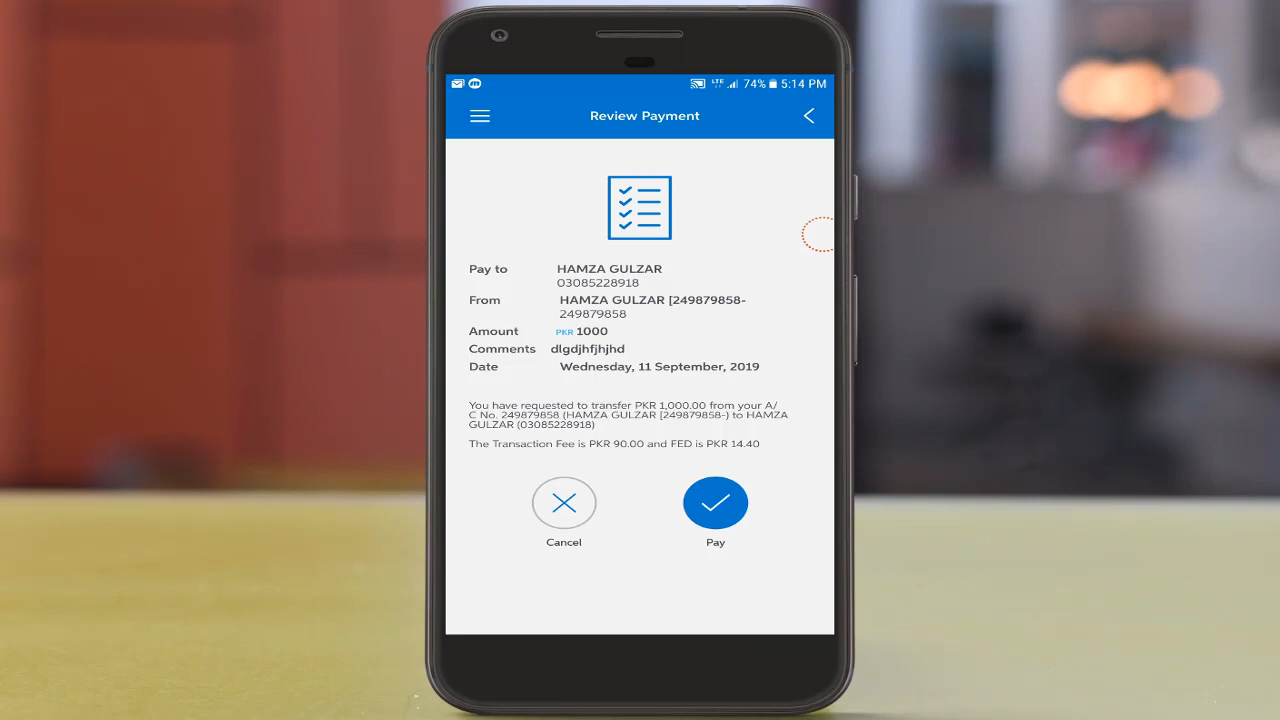 LTE 74% 5:14 PM
Review Payment
Pay to HAMZA GULZAR
03085228918
From HAMZA GULZAR [249879858-
249879858
Amount PKR 1000
Comments dlgdjhfjhjhd
Date Wednesday, 11 September, 2019
You have requested to transfer PKR 1,000.00 from your A/
C No. 249879858 (HAMZA GULZAR [249879858-) to HAMZA
GULZAR (03085228918)
The Transaction Fee is PKR 90.00 and FED is PKR 14.40
Cancel Pay